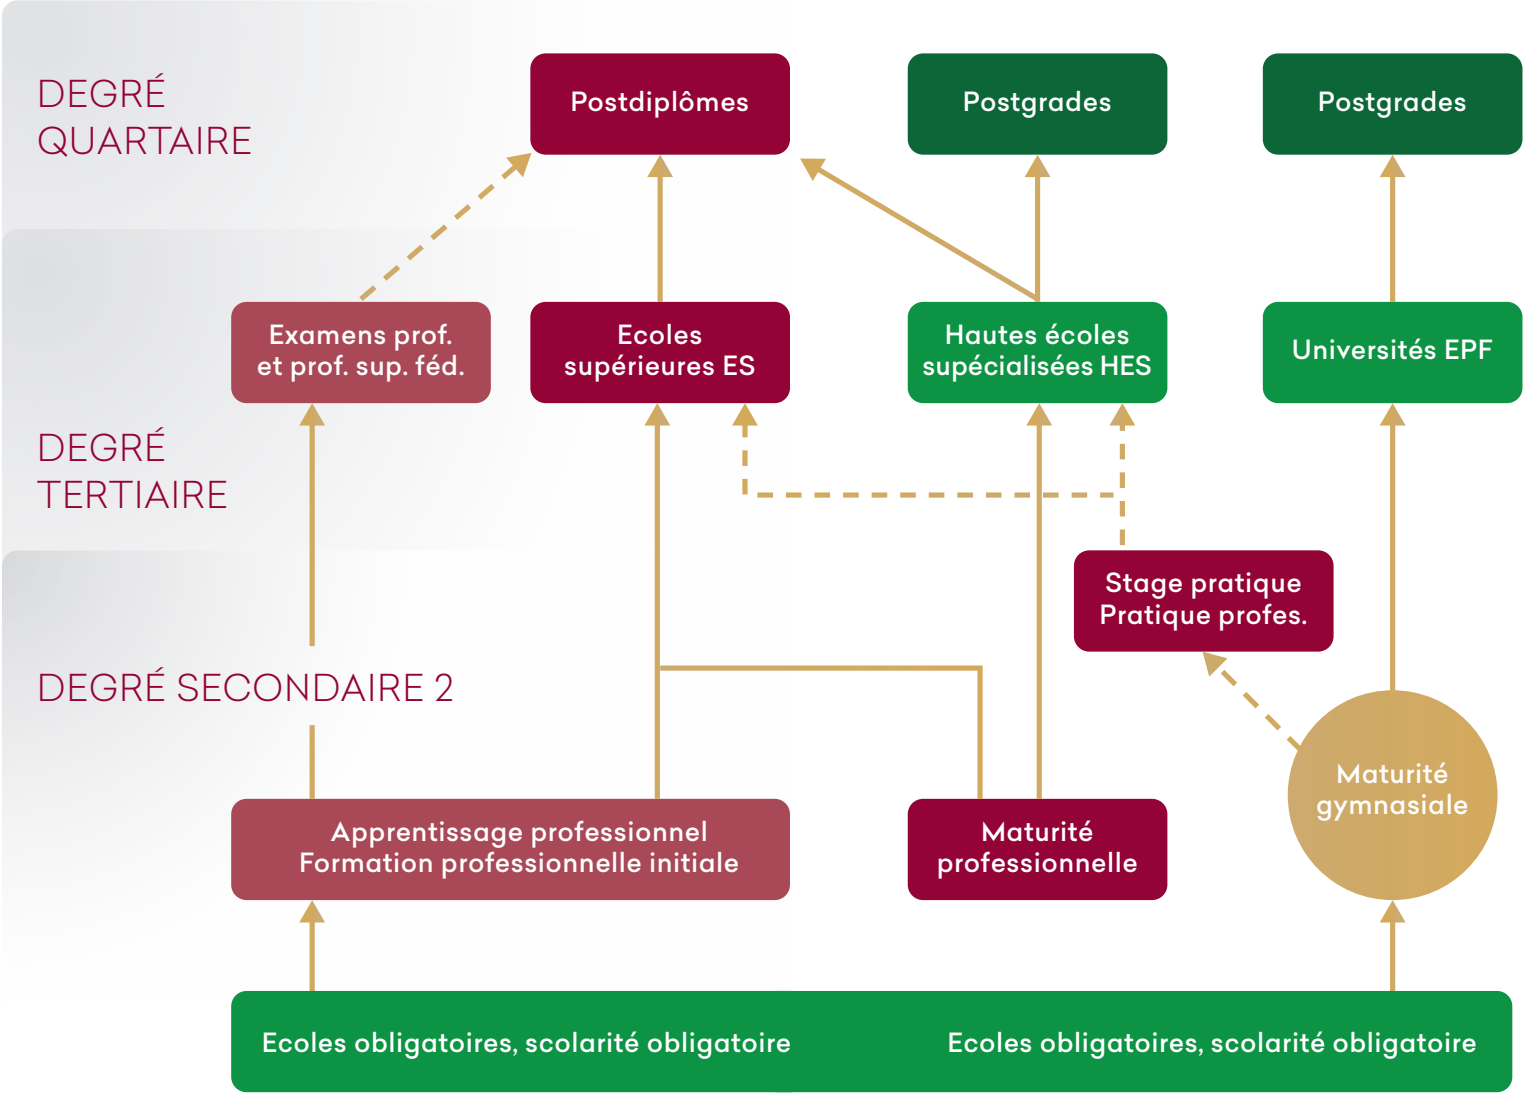 DEGRÉ
QUARTAIRE
Postdiplômes
Postgrades
Postgrades
Examens prof.
et prof. sup. féd.
Ecoles
supérieures ES
Hautes écoles
supécialisées HES
Universités EPF
DEGRÉ
TERTIAIRE
Stage pratique
Pratique profes.
DEGRÉ SECONDAIRE 2
Apprentissage professionnel
Formation professionnelle initiale
Maturité
professionnelle
Maturité
gymnasiale
Ecoles obligatoires, scolarité obligatoire
Ecoles obligatoires, scolarité obligatoire